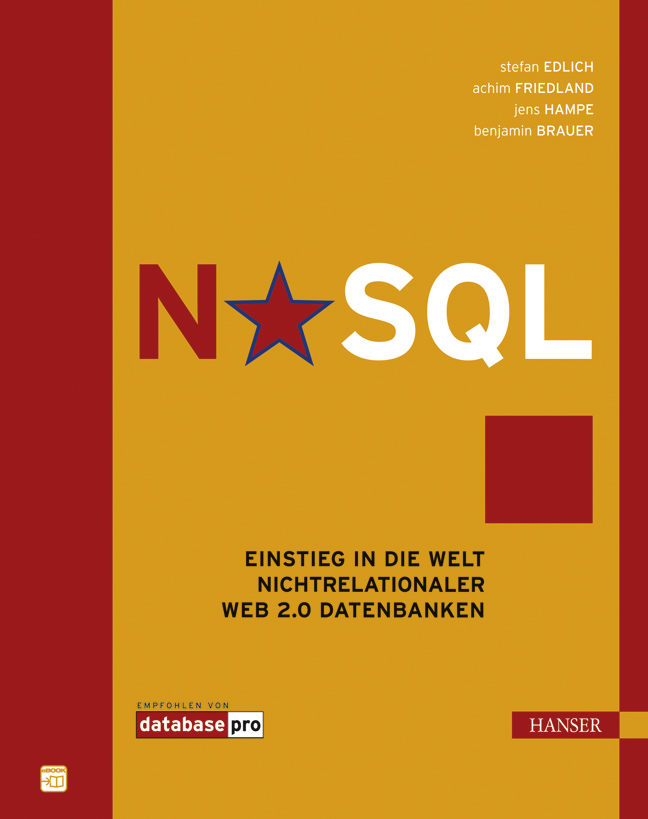 stefan EDLICH
achim FRIEDLAND
jens HAMPE
benjamin BRAUER
N★SQL
EINSTIEG IN DIE WELT
NICHTRELATIONALER
WEB 2.0 DATENBANKEN
EMPFOHLEN VON
database pro
HANSER
eBOOK